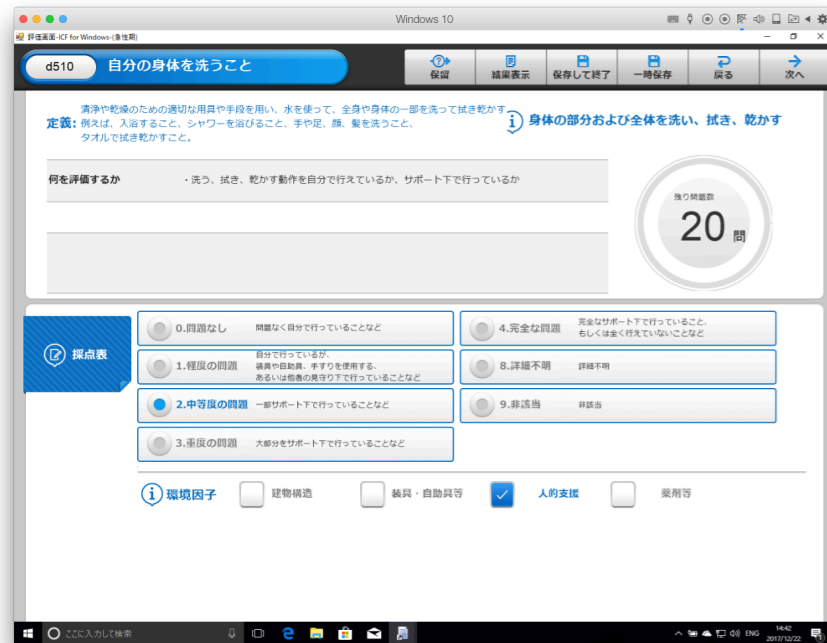 Windows 10
評価画面-ICF for Windows-(急性期)
d510 自分の身体を洗うこと
保留 結果表示 保存して終了 一時保存 戻る 次へ
清浄や乾燥のための適切な用具や手段を用い、水を使って、全身や身体の一部を洗って拭き乾かす
定義: 例えば、入浴すること、シャワーを浴びること、手や足、顔、髪を洗うこと、
タオルで拭き乾かすこと。
身体の部分および全体を洗い、拭き、乾かす
何を評価するか ・洗う、拭き、乾かす動作を自分で行えているか、サポート下で行っているか
残り問題数
20 問
採点表
0.問題なし 問題なく自分で行っていることなど
1.軽度の問題 自分で行っているが、
装具や自助具、手すりを使用する、
あるいは他者の見守り下で行っていることなど
2.中等度の問題 一部サポート下で行っていることなど
3.重度の問題 大部分をサポート下で行っていることなど
4.完全な問題 完全なサポート下で行っていること、
もしくは全く行えていないことなど
8.詳細不明 詳細不明
9.非該当 非該当
環境因子 建物構造 装具・自助具等 人的支援 薬剤等
ここに入力して検索
ENG
14:42
2017/12/22